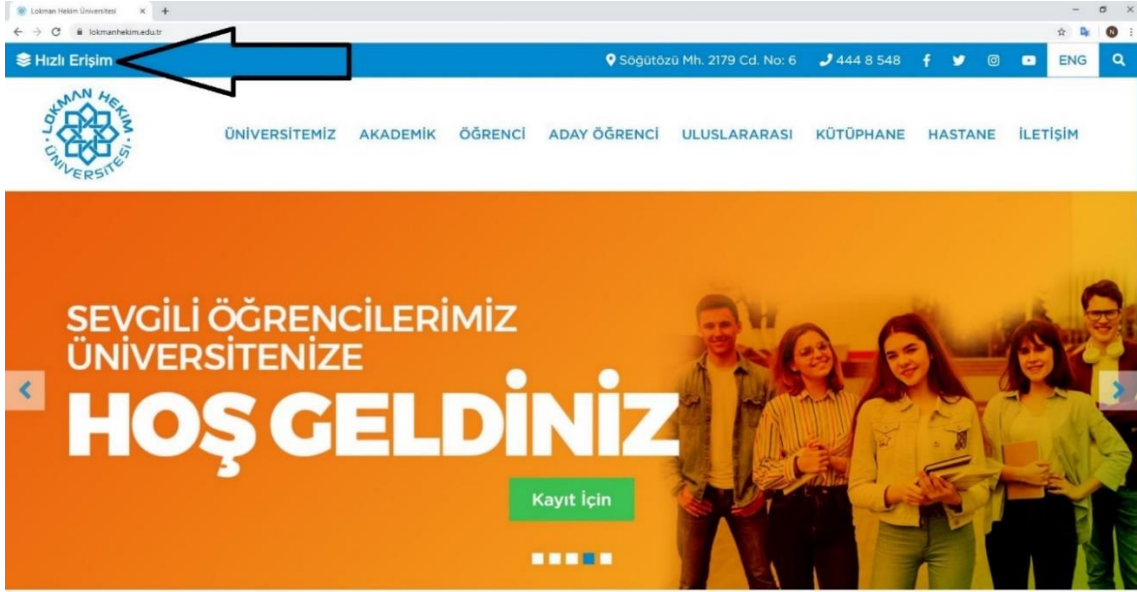 Lokman Hekim Üniversitesi
lokmanhekim.edu.tr
N
Hızlı Erişim
Söğütözü Mh. 2179 Cd. No: 6
444 8 548
ENG
LOKMAN HEKİM
ÜNİVERSİTESİ
ÜNİVERSİTEMİZ
AKADEMİK
ÖĞRENCİ
ADAY ÖĞRENCİ
ULUSLARARASI
KÜTÜPHANE
HASTANE
İLETİŞİM
SEVGİLİ ÖĞRENCİLERİMİZ
ÜNİVERSİTENİZE
HOŞ GELDİNİZ
Kayıt İçin